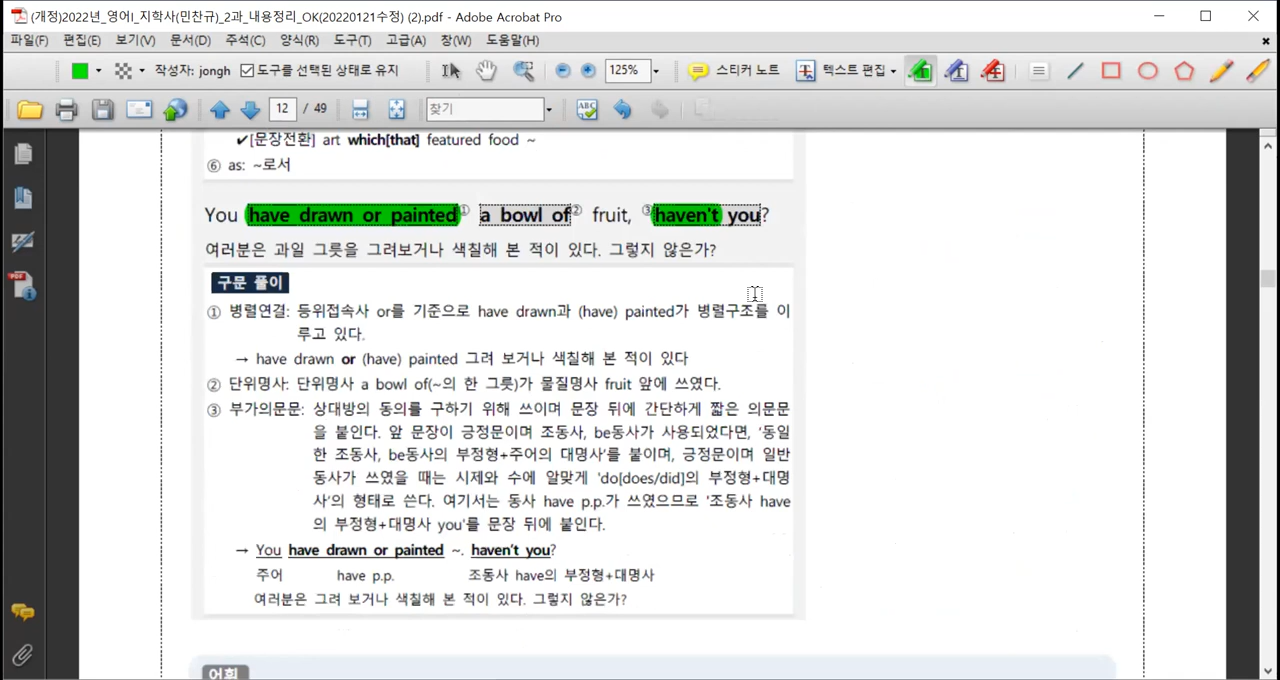 (개정)2022년_영어I_지학사(민찬규)_2과_내용정리_OK(20220121수정) (2).pdf - Adobe Acrobat Pro
파일(F) 편집(E) 보기(V) 문서(D) 주석(C) 양식(R) 도구(T) 고급(A) 창(W) 도움말(H)
작성자: jongh 도구를 선택된 상태로 유지 125% 스티커 노트 텍스트 편집
12 / 49 찾기
✔[문장전환] art which[that] featured food ~
⑥ as: ~로서
You have drawn or painted① a bowl of② fruit, ③haven't you?
여러분은 과일 그릇을 그려보거나 색칠해 본 적이 있다. 그렇지 않은가?
구문 풀이
① 병렬연결: 등위접속사 or를 기준으로 have drawn과 (have) painted가 병렬구조를 이
루고 있다.
→ have drawn or (have) painted 그려 보거나 색칠해 본 적이 있다
② 단위명사: 단위명사 a bowl of(~의 한 그릇)가 물질명사 fruit 앞에 쓰였다.
③ 부가의문문: 상대방의 동의를 구하기 위해 쓰이며 문장 뒤에 간단하게 짧은 의문문
을 붙인다. 앞 문장이 긍정문이며 조동사, be동사가 사용되었다면, '동일
한 조동사, be동사의 부정형+주어의 대명사'를 붙이며, 긍정문이며 일반
동사가 쓰였을 때는 시제와 수에 알맞게 'do[does/did]의 부정형+대명
사'의 형태로 쓴다. 여기서는 동사 have p.p.가 쓰였으므로 '조동사 have
의 부정형+대명사 you'를 문장 뒤에 붙인다.
→ You have drawn or painted ~. haven't you?
주어 have p.p. 조동사 have의 부정형+대명사
여러분은 그려 보거나 색칠해 본 적이 있다. 그렇지 않은가?
어휘